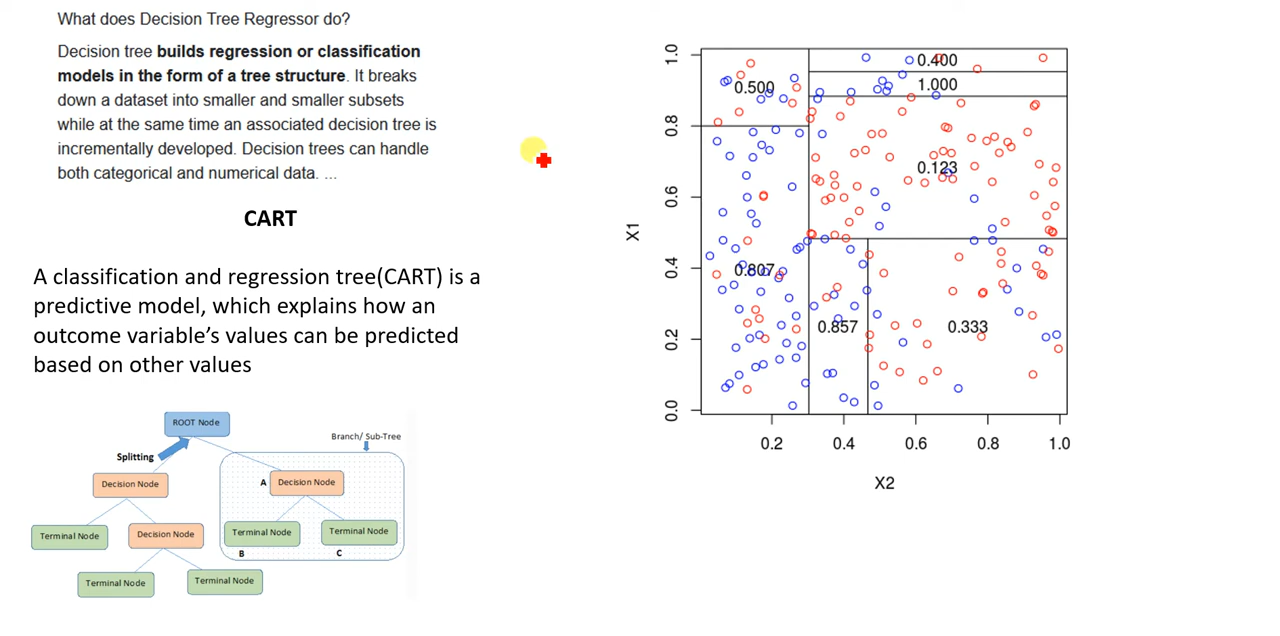 What does Decision Tree Regressor do?
Decision tree builds regression or classification
models in the form of a tree structure. It breaks
down a dataset into smaller and smaller subsets
while at the same time an associated decision tree is
incrementally developed. Decision trees can handle
both categorical and numerical data. ...
CART
A classification and regression tree(CART) is a
predictive model, which explains how an
outcome variable's values can be predicted
based on other values
ROOT Node
Branch/ Sub-Tree
Splitting
Decision Node
A
Decision Node
Terminal Node
Decision Node
Terminal Node
Terminal Node
B
C
Terminal Node
Terminal Node
1.0
0.8
0.6
0.4
0.2
0.0
X1
0.400
1.000
0.500
0.123
0.807
0.857
0.333
0.2
0.4
0.6
0.8
1.0
X2